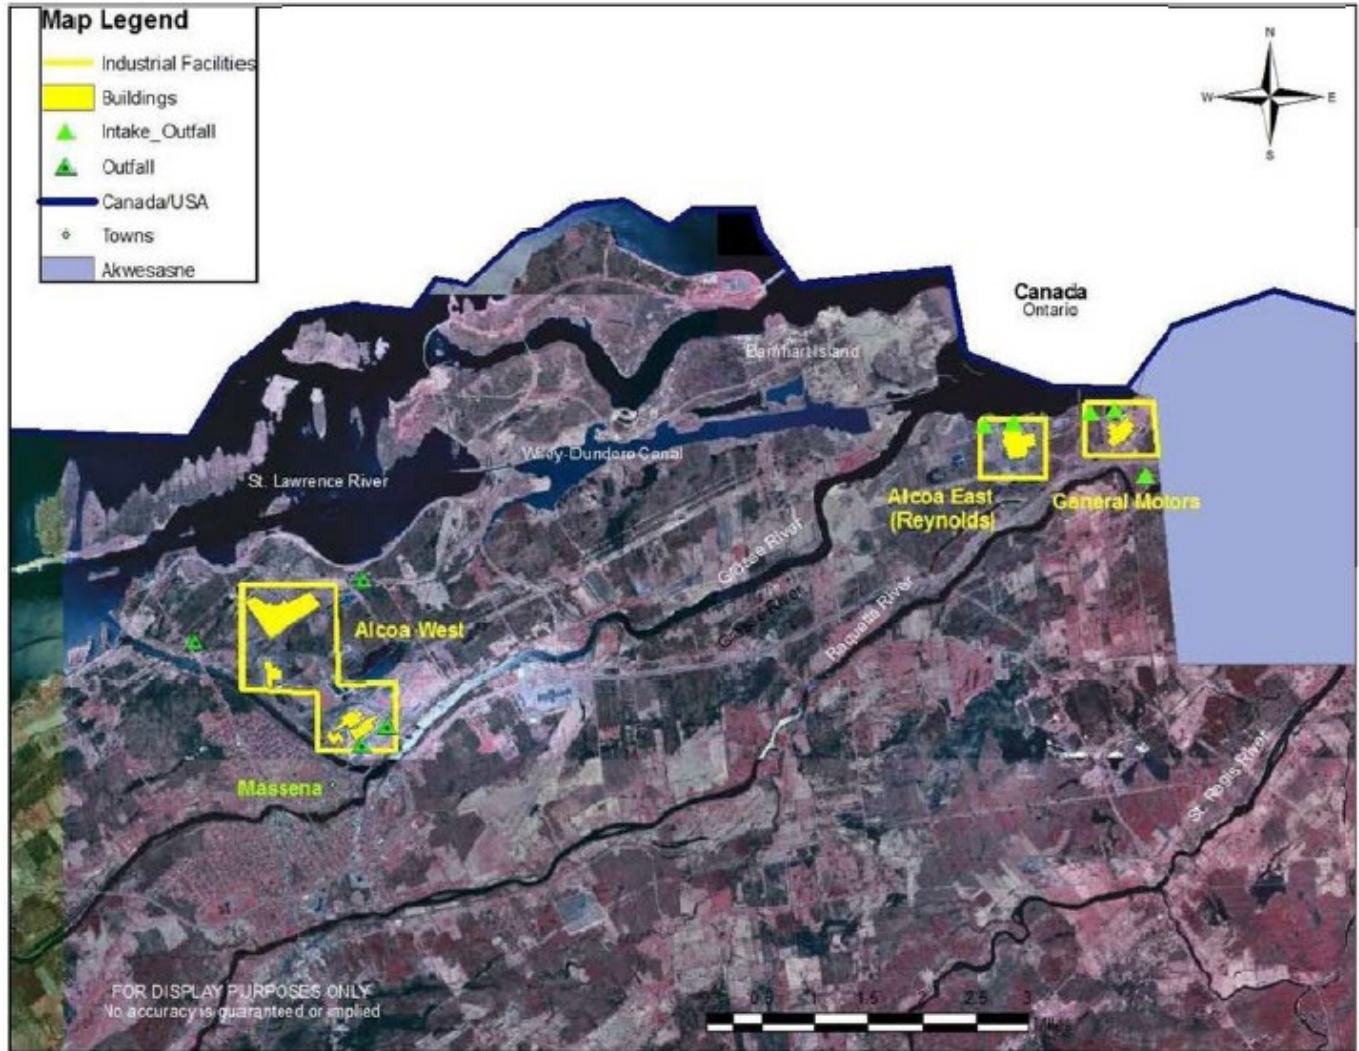 Map Legend
Industrial Facilities
Buildings
Intake_Outfall
Outfall
Canada/USA
Towns
Akwesasne
N
W
E
S
Canada
Ontario
Barnhart Island
Wiley-Dundero Canal
St. Lawrence River
Alcoa East
(Reynolds)
General Motors
Grasse River
Raquette River
Alcoa West
Massena
St. Regis River
FOR DISPLAY PURPOSES ONLY
No accuracy is guaranteed or implied
0.5 1 1.5 2 2.5 3
Miles